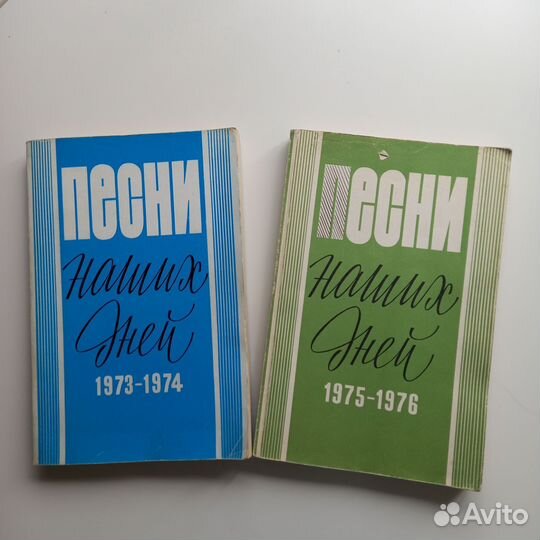 ПЕСНИ
наших
дней
1973-1974
ПЕСНИ
наших
дней
1975-1976
Avito